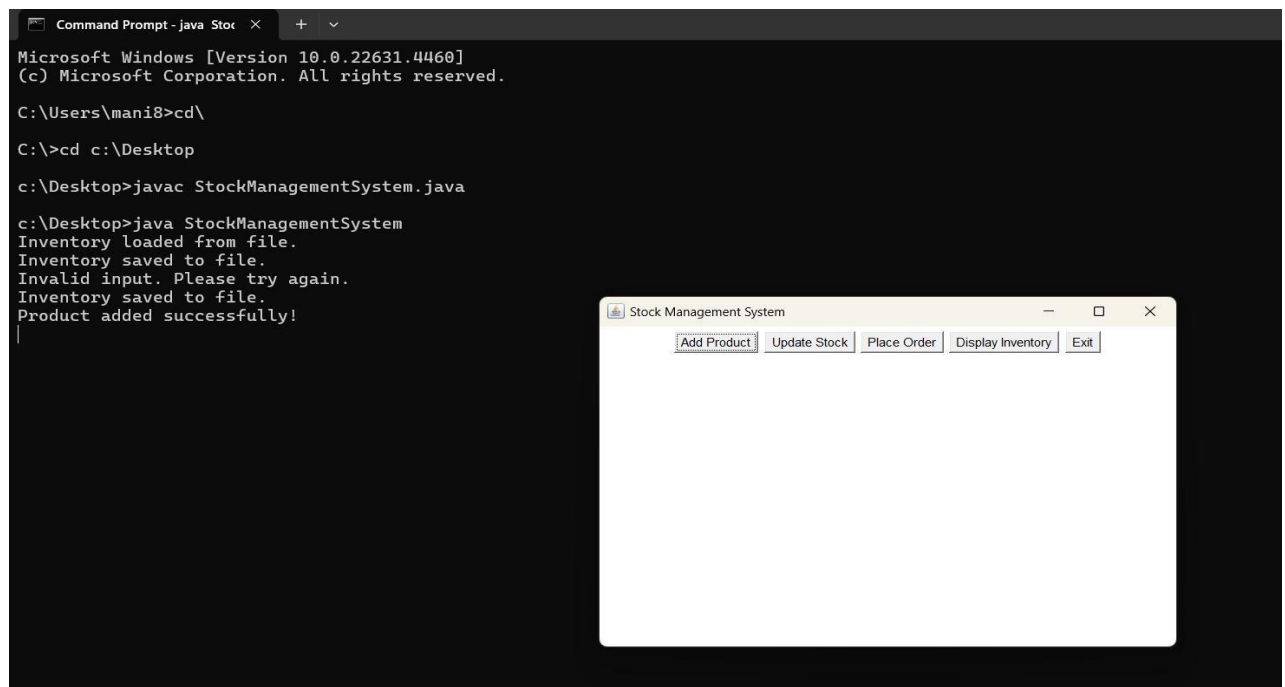 Command Prompt - java Stoc
Microsoft Windows [Version 10.0.22631.4460]
(c) Microsoft Corporation. All rights reserved.
C:\Users\mani8>cd\
C:\>cd c:\Desktop
c:\Desktop>javac StockManagementSystem.java
c:\Desktop>java StockManagementSystem
Inventory loaded from file.
Inventory saved to file.
Invalid input. Please try again.
Inventory saved to file.
Product added successfully!
Stock Management System
Add Product Update Stock Place Order Display Inventory Exit